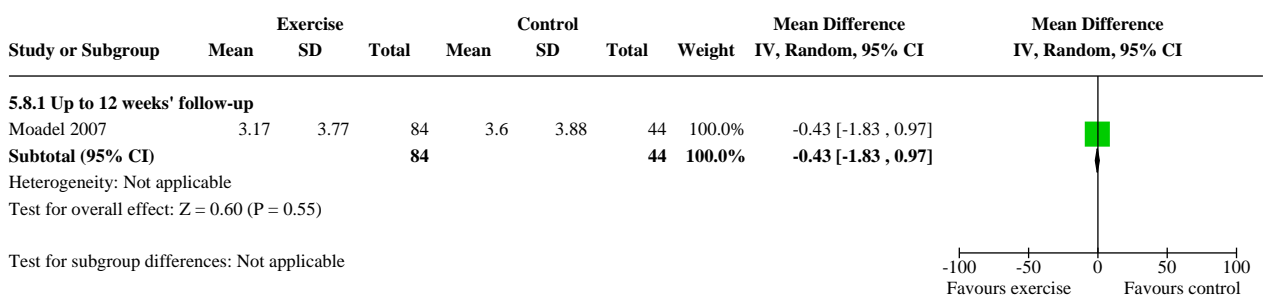 Exercise Control Mean Difference Mean Difference
Study or Subgroup Mean SD Total Mean SD Total Weight IV, Random, 95% CI IV, Random, 95% CI
5.8.1 Up to 12 weeks' follow-up
Moadel 2007 3.17 3.77 84 3.6 3.88 44 100.0% -0.43 [-1.83 , 0.97]
Subtotal (95% CI) 84 44 100.0% -0.43 [-1.83 , 0.97]
Heterogeneity: Not applicable
Test for overall effect: Z = 0.60 (P = 0.55)
Test for subgroup differences: Not applicable
-100 -50 0 50 100
Favours exercise Favours control